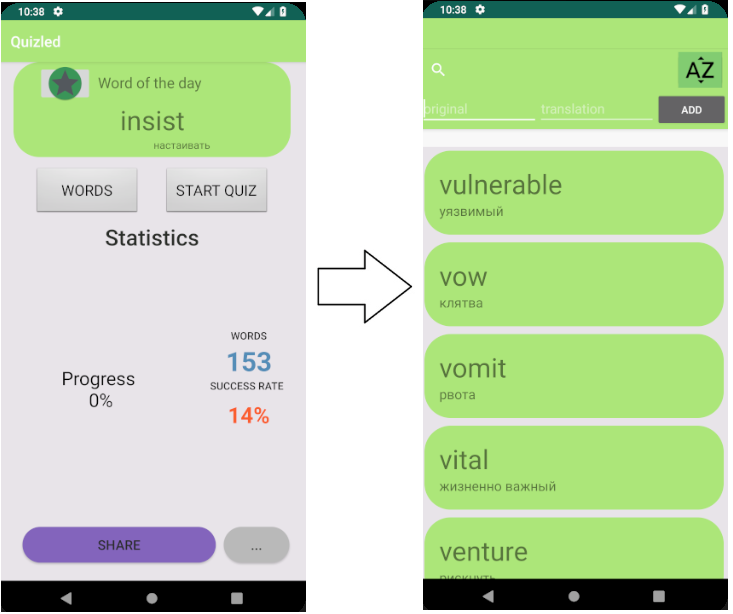 10:38
Quizled
Word of the day
insist
настаивать
WORDS
START QUIZ
Statistics
WORDS
153
SUCCESS RATE
14%
Progress
0%
SHARE
...
10:38
AZ
original
translation
ADD
vulnerable
уязвимый
vow
клятва
vomit
рвота
vital
жизненно важный
venture
рискнуть